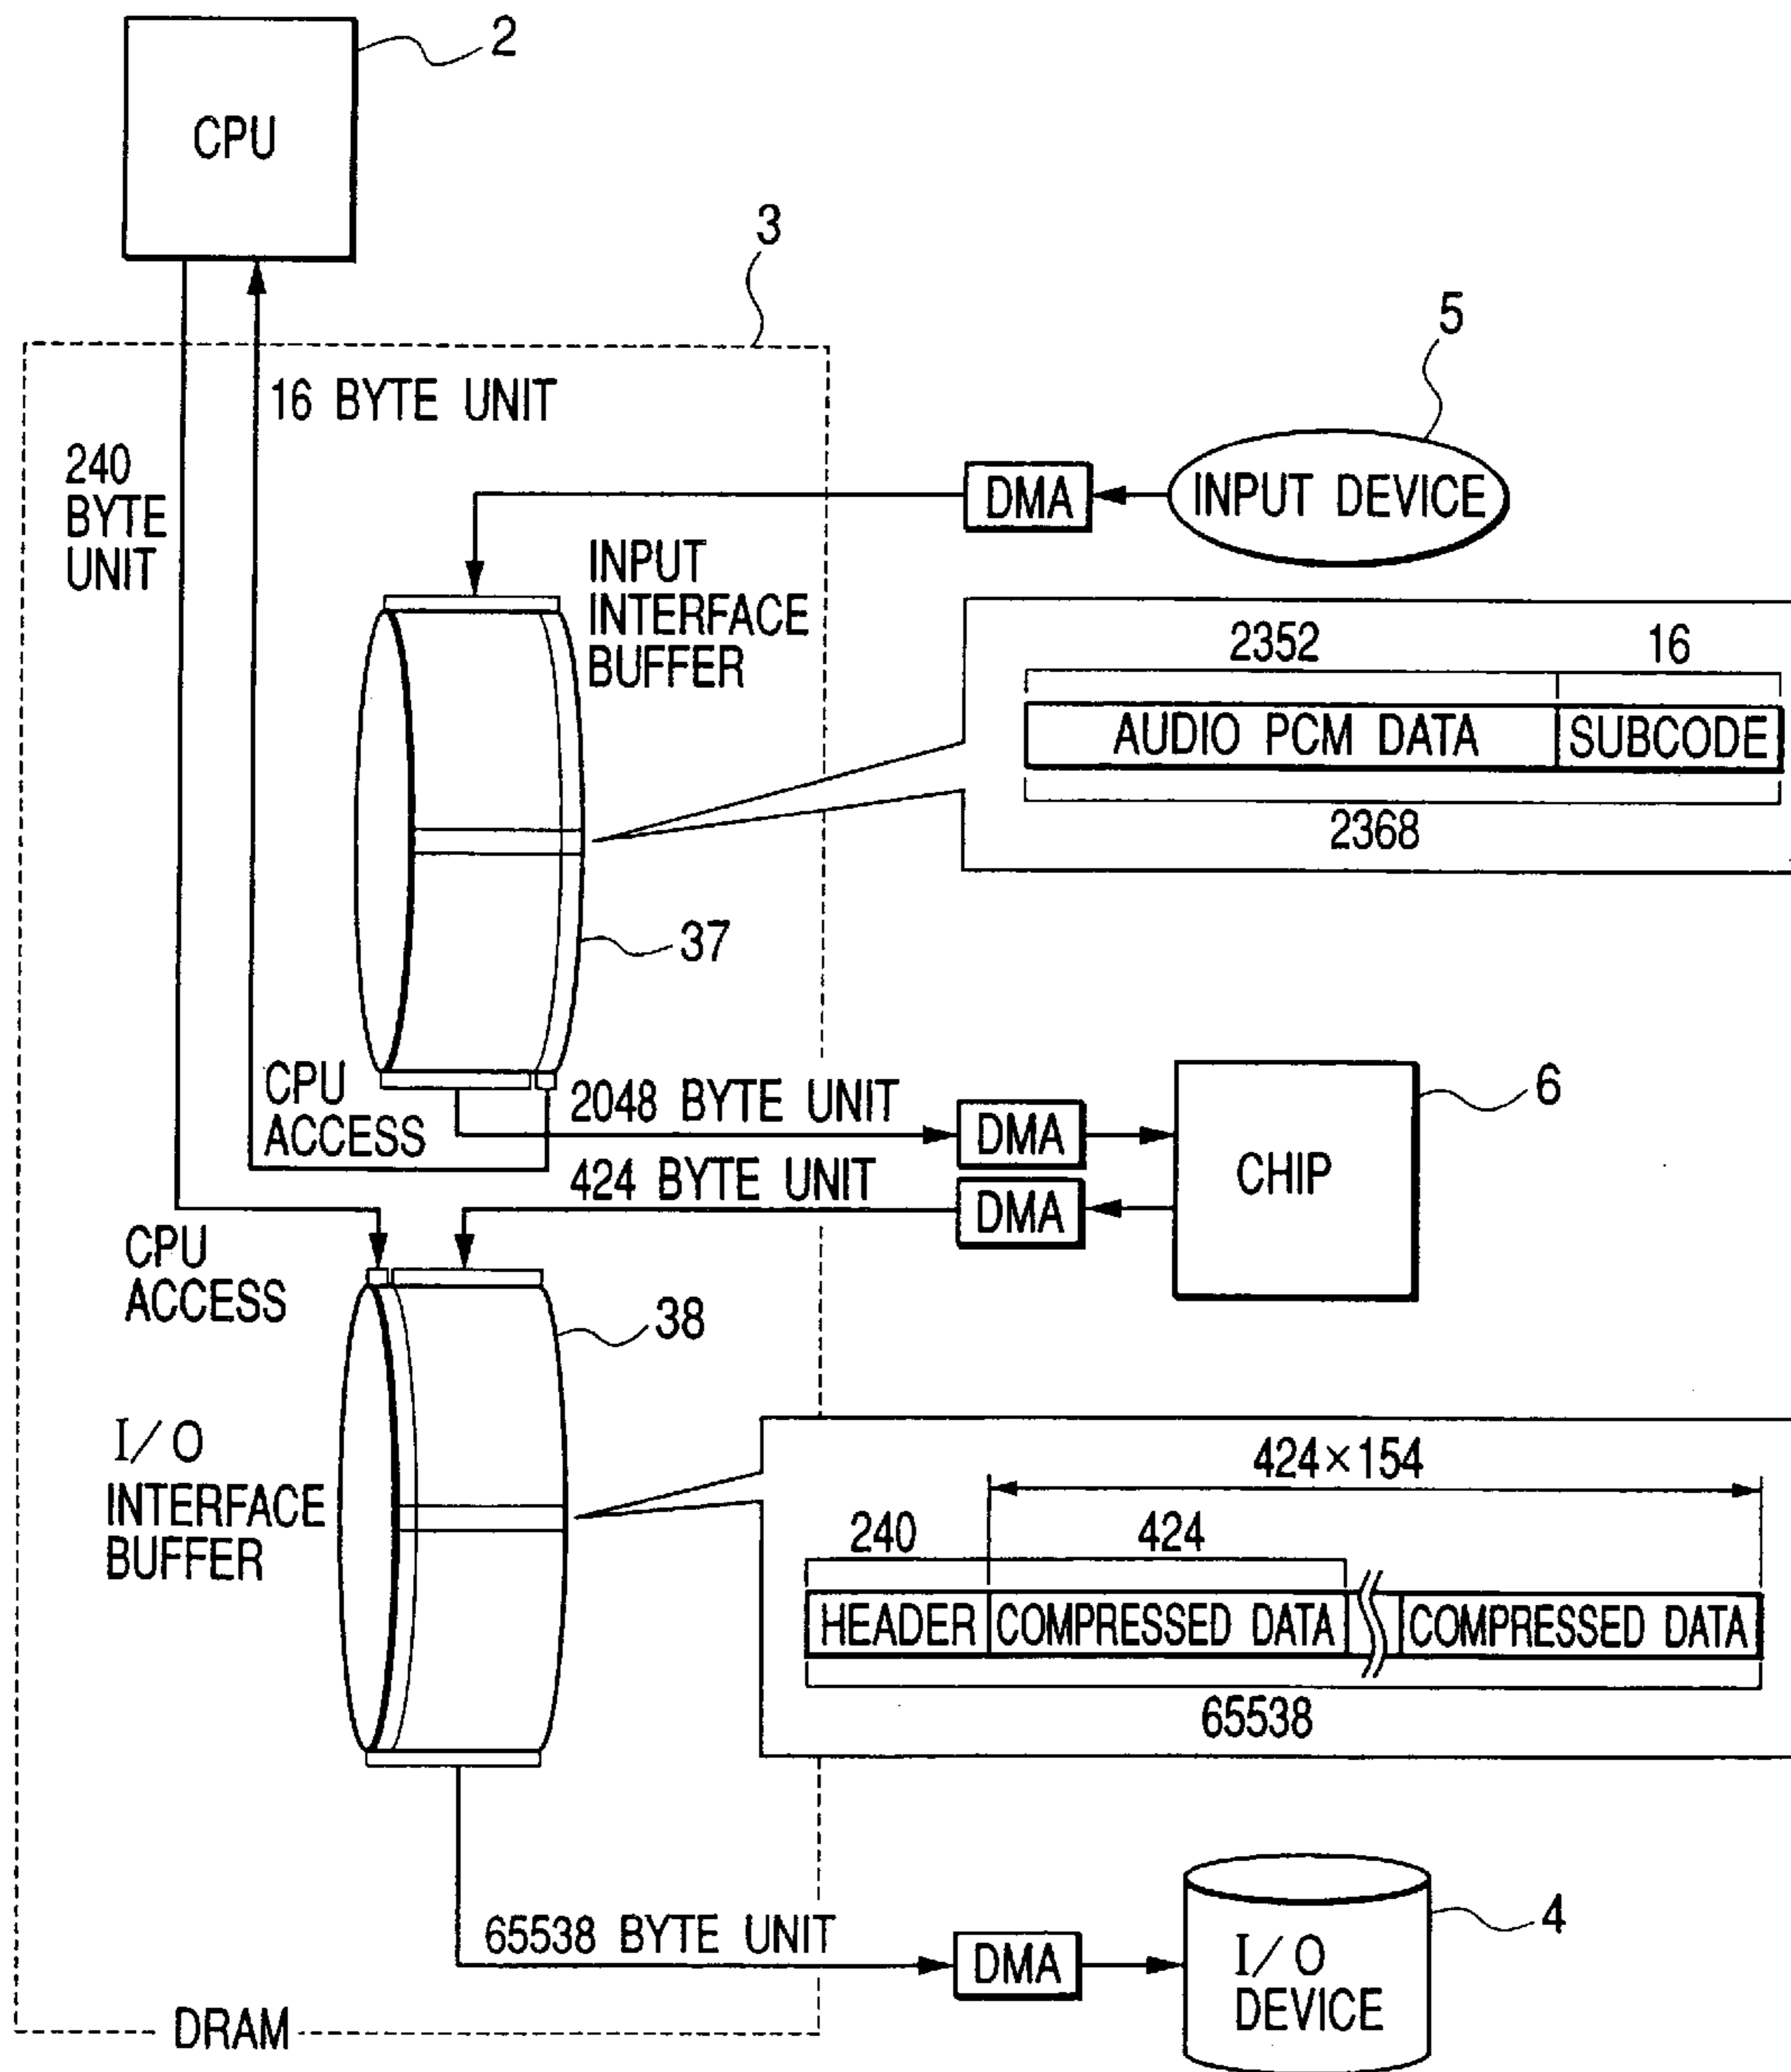 2
CPU
3
5
16 BYTE UNIT
240
BYTE
UNIT
DMA
INPUT DEVICE
INPUT
INTERFACE
BUFFER
2352
16
AUDIO PCM DATA
SUBCODE
2368
37
CPU
ACCESS
2048 BYTE UNIT
DMA
6
CHIP
424 BYTE UNIT
DMA
CPU
ACCESS
38
I/O
INTERFACE
BUFFER
424×154
240
424
HEADER
COMPRESSED DATA
COMPRESSED DATA
65538
65538 BYTE UNIT
DMA
4
I/O
DEVICE
DRAM